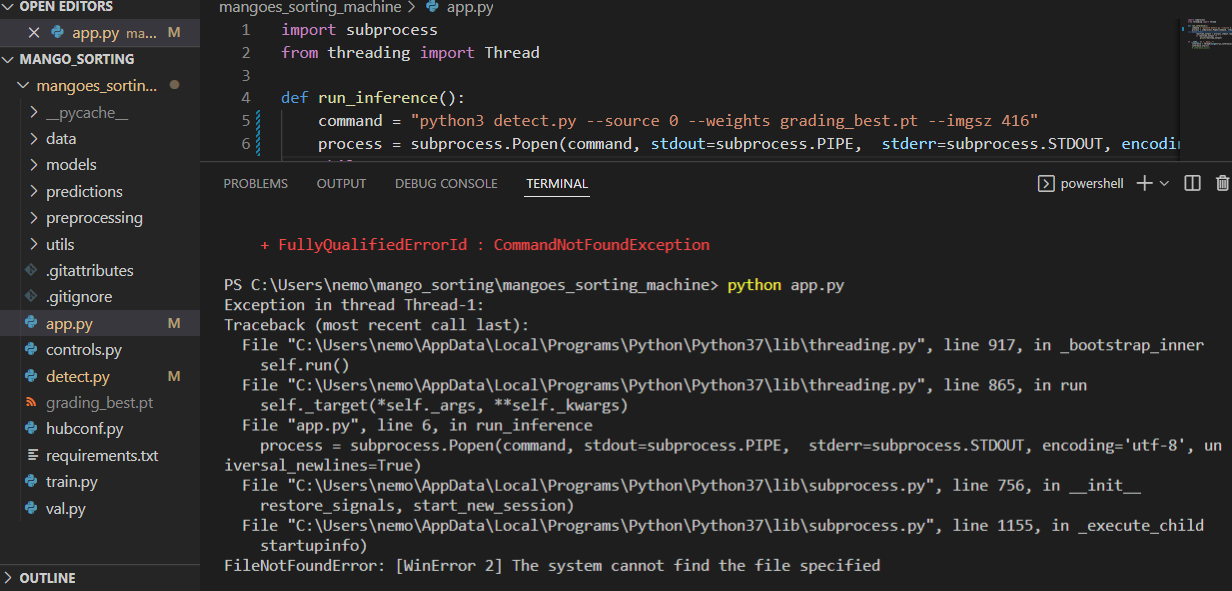 OPEN EDITORS
app.py ma... M
MANGO_SORTING
mangoes_sortin...
__pycache__
data
models
predictions
preprocessing
utils
.gitattributes
.gitignore
app.py M
controls.py
detect.py M
grading_best.pt
hubconf.py
requirements.txt
train.py
val.py
OUTLINE
mangoes_sorting_machine > app.py
1 import subprocess
2 from threading import Thread
3
4 def run_inference():
5 command = "python3 detect.py --source 0 --weights grading_best.pt --imgsz 416"
6 process = subprocess.Popen(command, stdout=subprocess.PIPE,  stderr=subprocess.STDOUT, encodin
PROBLEMS OUTPUT DEBUG CONSOLE TERMINAL powershell
+ FullyQualifiedErrorId : CommandNotFoundException
PS C:\Users\nemo\mango_sorting\mangoes_sorting_machine> python app.py
Exception in thread Thread-1:
Traceback (most recent call last):
File "C:\Users\nemo\AppData\Local\Programs\Python\Python37\lib\threading.py", line 917, in _bootstrap_inner
self.run()
File "C:\Users\nemo\AppData\Local\Programs\Python\Python37\lib\threading.py", line 865, in run
self._target(*self._args, **self._kwargs)
File "app.py", line 6, in run_inference
process = subprocess.Popen(command, stdout=subprocess.PIPE,  stderr=subprocess.STDOUT, encoding='utf-8', un
iversal_newlines=True)
File "C:\Users\nemo\AppData\Local\Programs\Python\Python37\lib\subprocess.py", line 756, in __init__
restore_signals, start_new_session)
File "C:\Users\nemo\AppData\Local\Programs\Python\Python37\lib\subprocess.py", line 1155, in _execute_child
startupinfo)
FileNotFoundError: [WinError 2] The system cannot find the file specified